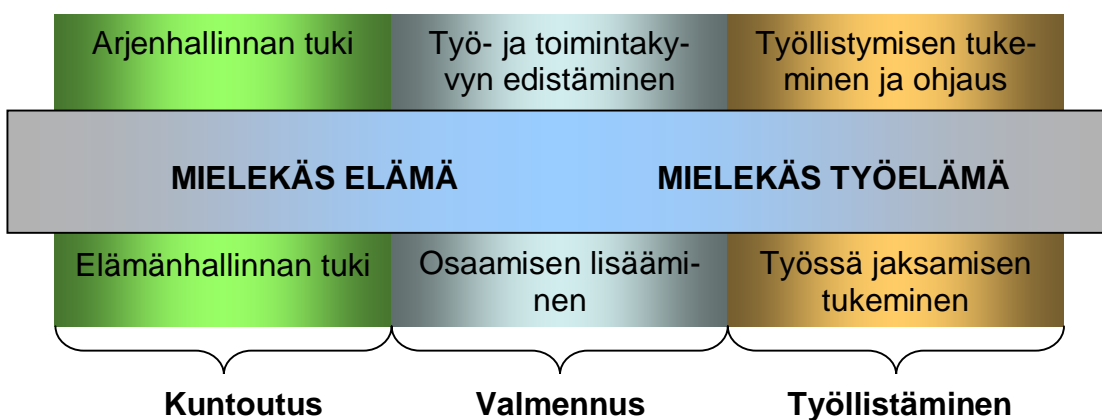 Arjenhallinnan tuki
Työ- ja toimintaky-
vyn edistäminen
Työllistymisen tuke-
minen ja ohjaus
MIELEKÄS ELÄMÄ
MIELEKÄS TYÖELÄMÄ
Elämänhallinnan tuki
Osaamisen lisäämi-
nen
Työssä jaksamisen
tukeminen
Kuntoutus
Valmennus
Työllistäminen